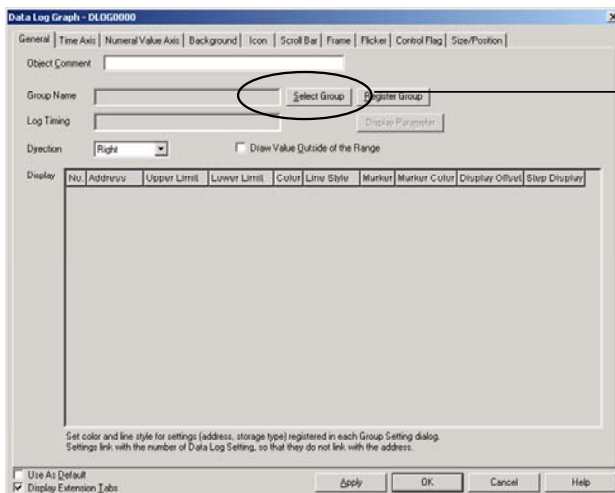 Data Log Graph - DLOG0000
General Time Axis Numeral Value Axis Background Icon Scroll Bar Frame Flicker Control Flag Size/Position
Object Comment
Group Name Select Group Register Group
Log Timing Display Parameter
Direction Right Draw Value Outside of the Range
Display No. Address Upper Limit Lower Limit Color Line Style Marker Marker Color Display Offset Step Display
Set color and line style for settings (address, storage type) registered in each Group Setting dialog.
Settings link with the number of Data Log Setting, so that they do not link with the address.
Use As Default
Display Extension Tabs Apply OK Cancel Help